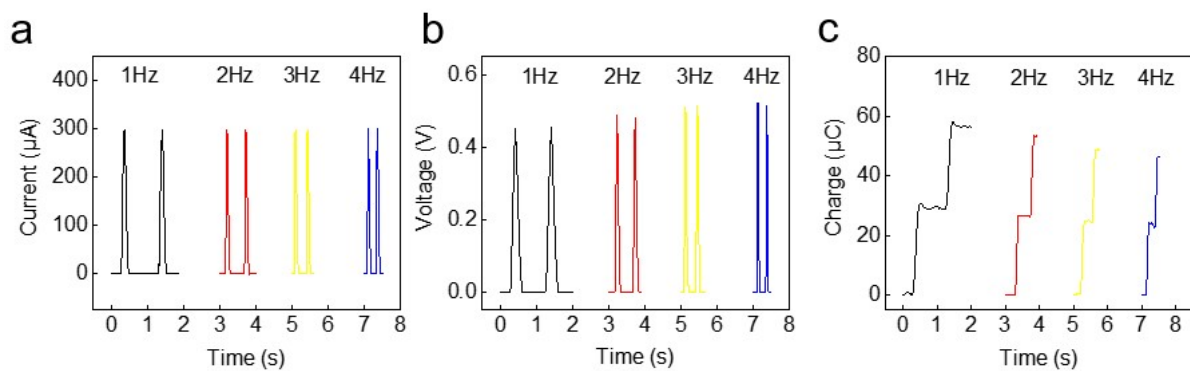 a
1Hz 2Hz 3Hz 4Hz
400
300
200
100
0
Current (μA)
0 1 2 3 4 5 6 7 8
Time (s)
b
1Hz 2Hz 3Hz 4Hz
0.6
0.4
0.2
0.0
Voltage (V)
0 1 2 3 4 5 6 7 8
Time (s)
c
1Hz 2Hz 3Hz 4Hz
80
60
40
20
0
Charge (μC)
0 1 2 3 4 5 6 7 8
Time (s)